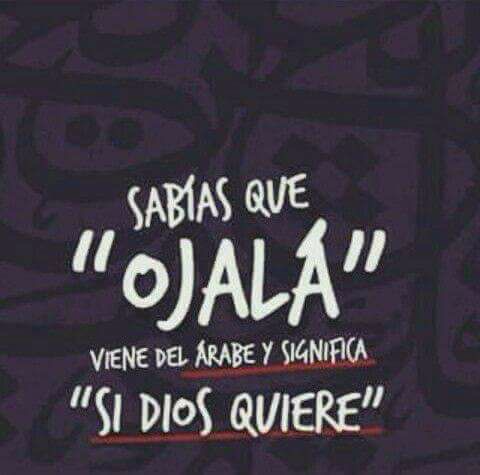 SABÍAS QUE
"OJALÁ"
VIENE DEL ÁRABE Y SIGNIFICA
"SI DIOS QUIERE"